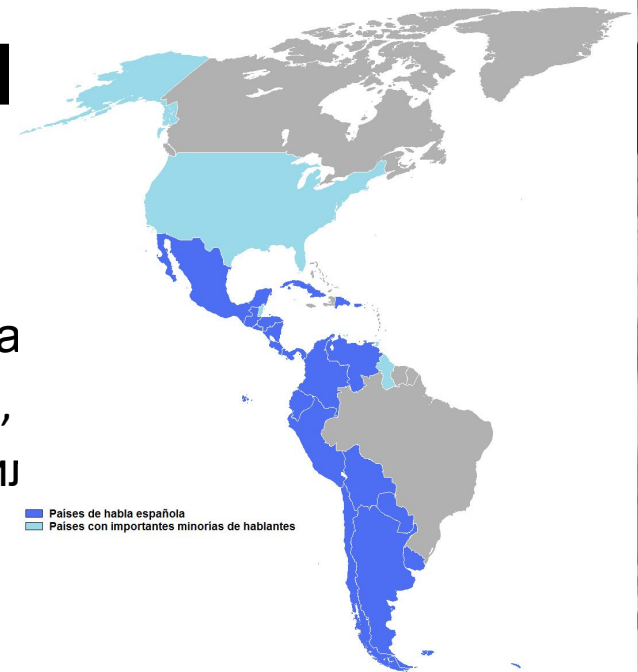 а
,
Países de habla española
Países con importantes minorías de hablantes